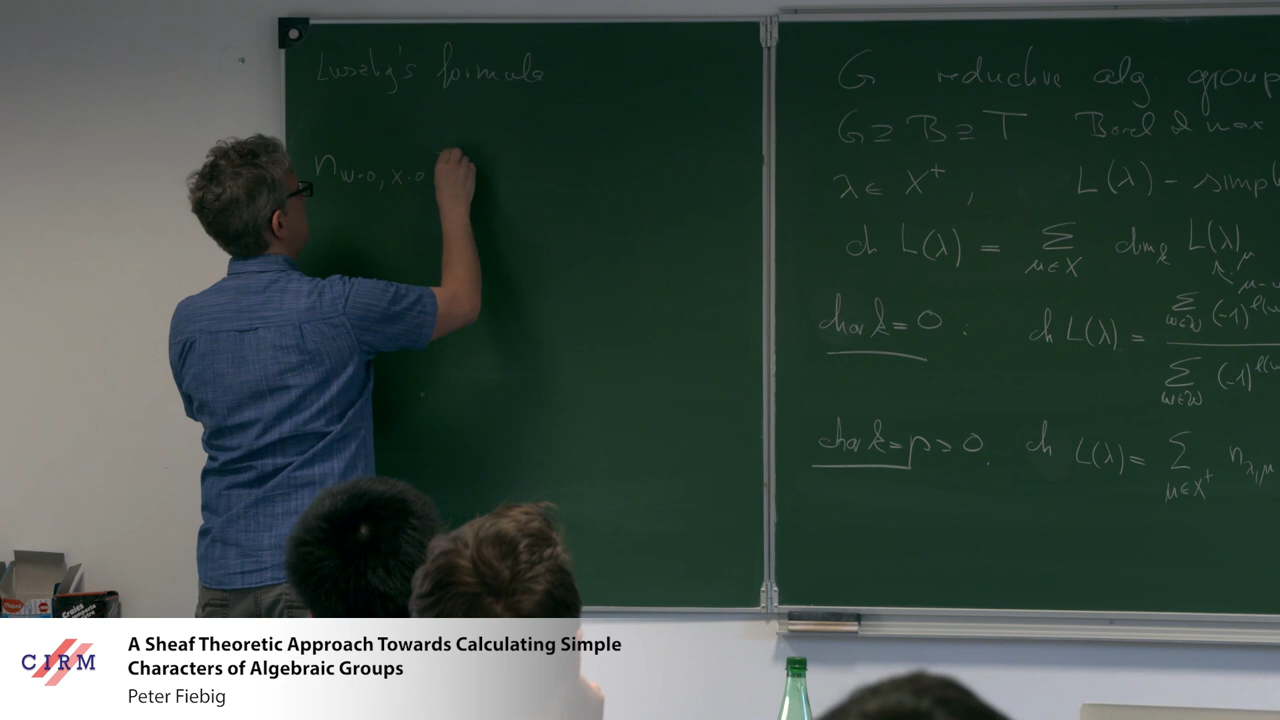 Lusztig's formula
n_{w·0, x·0}
G reductive alg. group
G ⊇ B ⊇ T Borel & max
λ ∈ X⁺, L(λ) - simpl
ch L(λ) = Σ_{μ∈X} dim_k L(λ)_μ
μ-w
char k = 0 : ch L(λ) = Σ_{w∈W} (-1)^{l(w
Σ_{w∈W} (-1)^{l(w
char k = p > 0. ch L(λ) = Σ_{μ∈X⁺} n_{λ,μ}
CIRM
A Sheaf Theoretic Approach Towards Calculating Simple
Characters of Algebraic Groups
Peter Fiebig